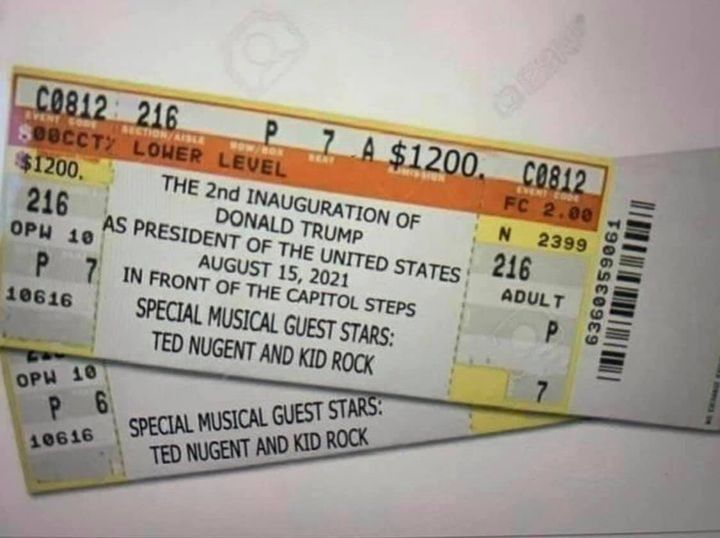 C0812 216 P 7 A $1200. C0812
EVENT CODE SECTION/AISLE ROW/BOX SEAT ADMISSION EVENT CODE
800CCT% LOWER LEVEL FC 2.00
$1200. N 2399
216 216
OPW 10 ADULT
P 7 P
10616 7
THE 2nd INAUGURATION OF
DONALD TRUMP
AS PRESIDENT OF THE UNITED STATES
AUGUST 15, 2021
IN FRONT OF THE CAPITOL STEPS
SPECIAL MUSICAL GUEST STARS:
TED NUGENT AND KID ROCK
6360359061
OPW 10
P 6
10616
SPECIAL MUSICAL GUEST STARS:
TED NUGENT AND KID ROCK